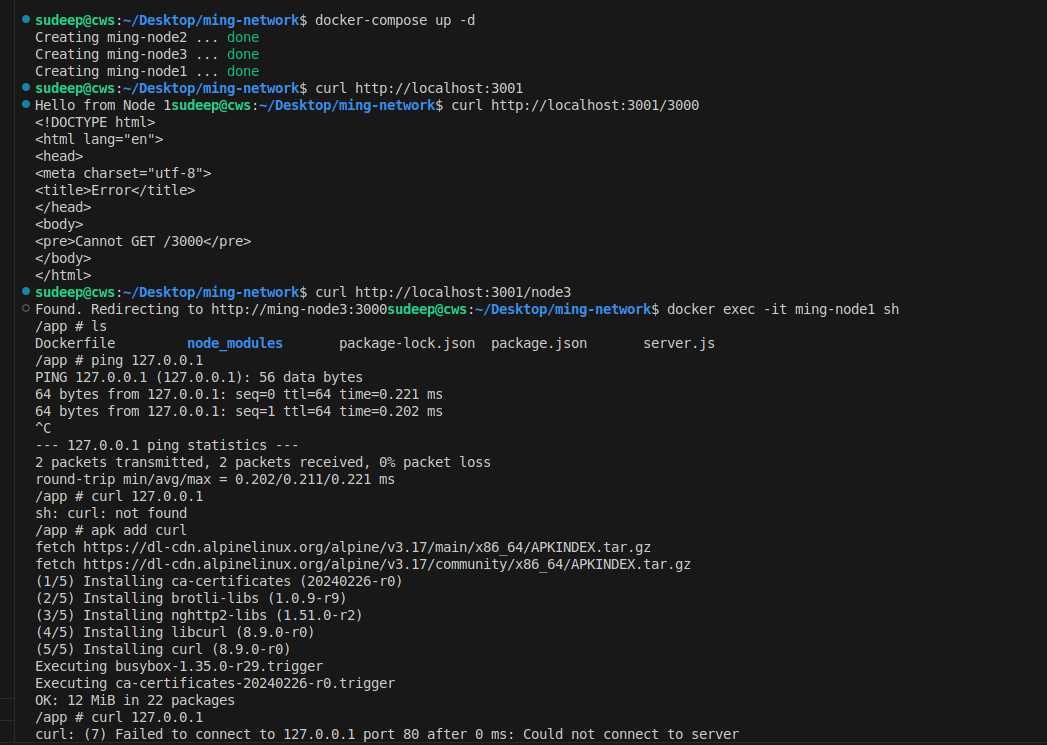 sudeep@cws:~/Desktop/ming-network$ docker-compose up -d
Creating ming-node2 ... done
Creating ming-node3 ... done
Creating ming-node1 ... done
sudeep@cws:~/Desktop/ming-network$ curl http://localhost:3001
Hello from Node 1sudeep@cws:~/Desktop/ming-network$ curl http://localhost:3001/3000
<!DOCTYPE html>
<html lang="en">
<head>
<meta charset="utf-8">
<title>Error</title>
</head>
<body>
<pre>Cannot GET /3000</pre>
</body>
</html>
sudeep@cws:~/Desktop/ming-network$ curl http://localhost:3001/node3
Found. Redirecting to http://ming-node3:3000sudeep@cws:~/Desktop/ming-network$ docker exec -it ming-node1 sh
/app # ls
Dockerfile         node_modules       package-lock.json  package.json       server.js
/app # ping 127.0.0.1
PING 127.0.0.1 (127.0.0.1): 56 data bytes
64 bytes from 127.0.0.1: seq=0 ttl=64 time=0.221 ms
64 bytes from 127.0.0.1: seq=1 ttl=64 time=0.202 ms
^C
--- 127.0.0.1 ping statistics ---
2 packets transmitted, 2 packets received, 0% packet loss
round-trip min/avg/max = 0.202/0.211/0.221 ms
/app # curl 127.0.0.1
sh: curl: not found
/app # apk add curl
fetch https://dl-cdn.alpinelinux.org/alpine/v3.17/main/x86_64/APKINDEX.tar.gz
fetch https://dl-cdn.alpinelinux.org/alpine/v3.17/community/x86_64/APKINDEX.tar.gz
(1/5) Installing ca-certificates (20240226-r0)
(2/5) Installing brotli-libs (1.0.9-r9)
(3/5) Installing nghttp2-libs (1.51.0-r2)
(4/5) Installing libcurl (8.9.0-r0)
(5/5) Installing curl (8.9.0-r0)
Executing busybox-1.35.0-r29.trigger
Executing ca-certificates-20240226-r0.trigger
OK: 12 MiB in 22 packages
/app # curl 127.0.0.1
curl: (7) Failed to connect to 127.0.0.1 port 80 after 0 ms: Could not connect to server